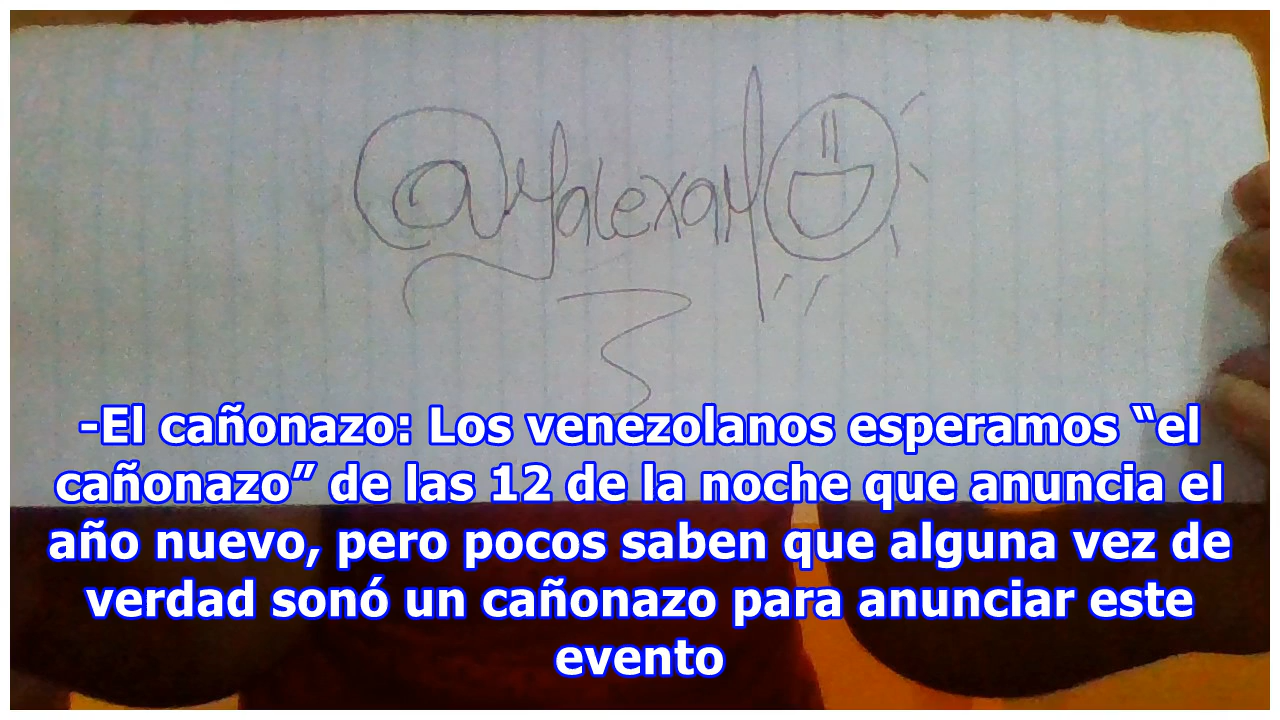 @Yalexay
-El cañonazo: Los venezolanos esperamos “el
cañonazo” de las 12 de la noche que anuncia el
año nuevo, pero pocos saben que alguna vez de
verdad sonó un cañonazo para anunciar este
evento